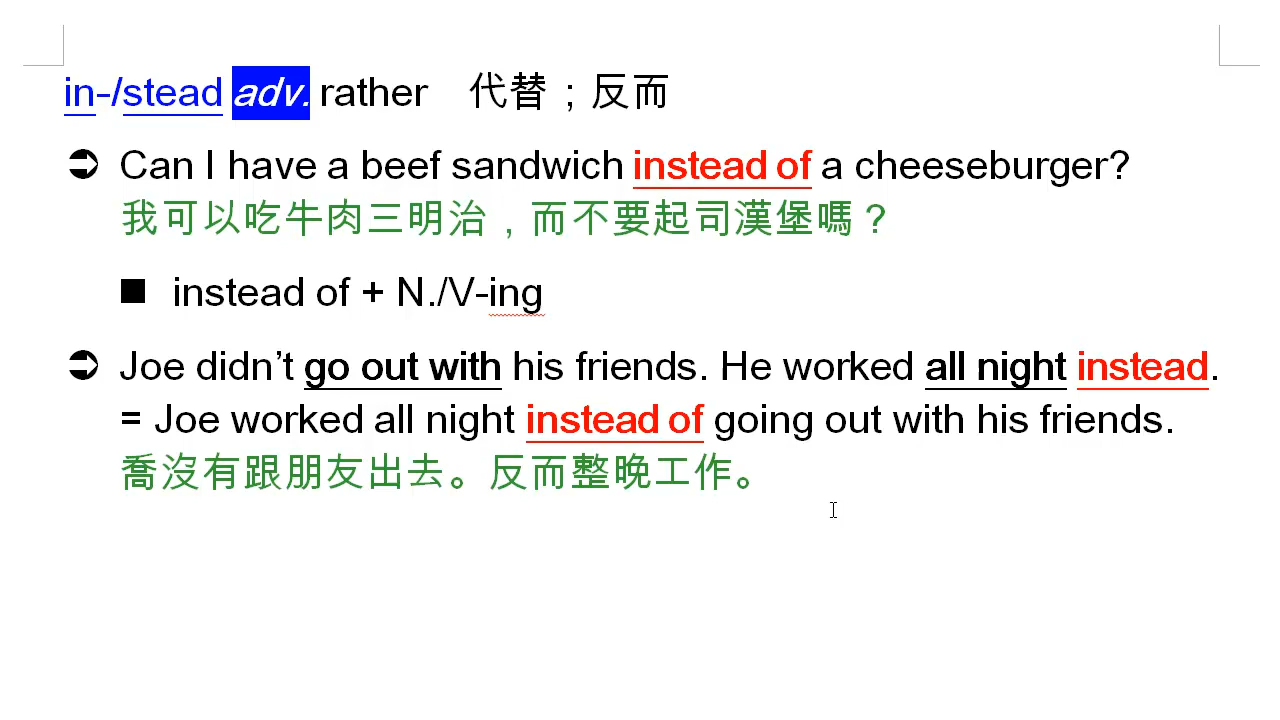 in-/stead adv. rather 代替；反而
➲ Can I have a beef sandwich instead of a cheeseburger?
我可以吃牛肉三明治，而不要起司漢堡嗎？
■ instead of + N./V-ing
➲ Joe didn’t go out with his friends. He worked all night instead.
= Joe worked all night instead of going out with his friends.
喬沒有跟朋友出去。反而整晚工作。